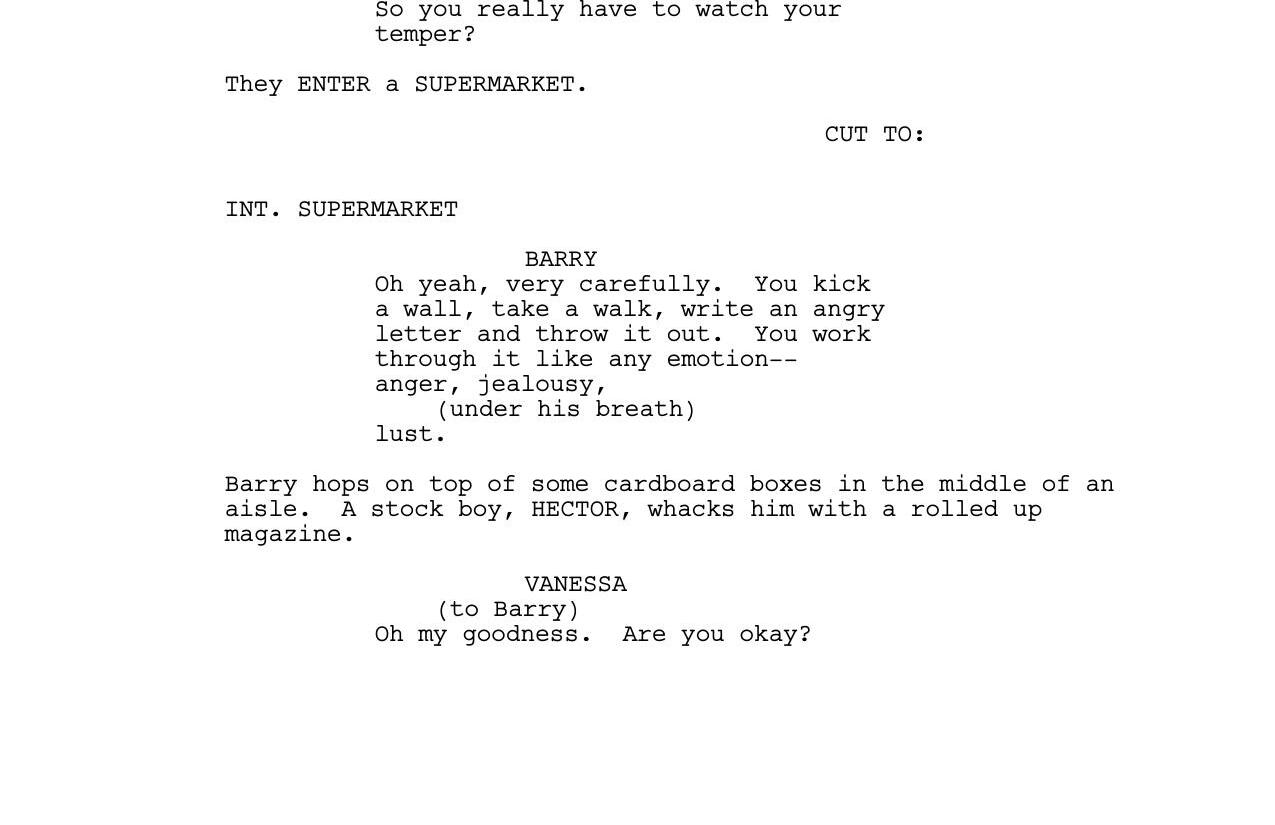 So you really have to watch your
temper?
They ENTER a SUPERMARKET.
CUT TO:
INT. SUPERMARKET
BARRY
Oh yeah, very carefully.  You kick
a wall, take a walk, write an angry
letter and throw it out.  You work
through it like any emotion--
anger, jealousy,
(under his breath)
lust.
Barry hops on top of some cardboard boxes in the middle of an
aisle.  A stock boy, HECTOR, whacks him with a rolled up
magazine.
VANESSA
(to Barry)
Oh my goodness.  Are you okay?